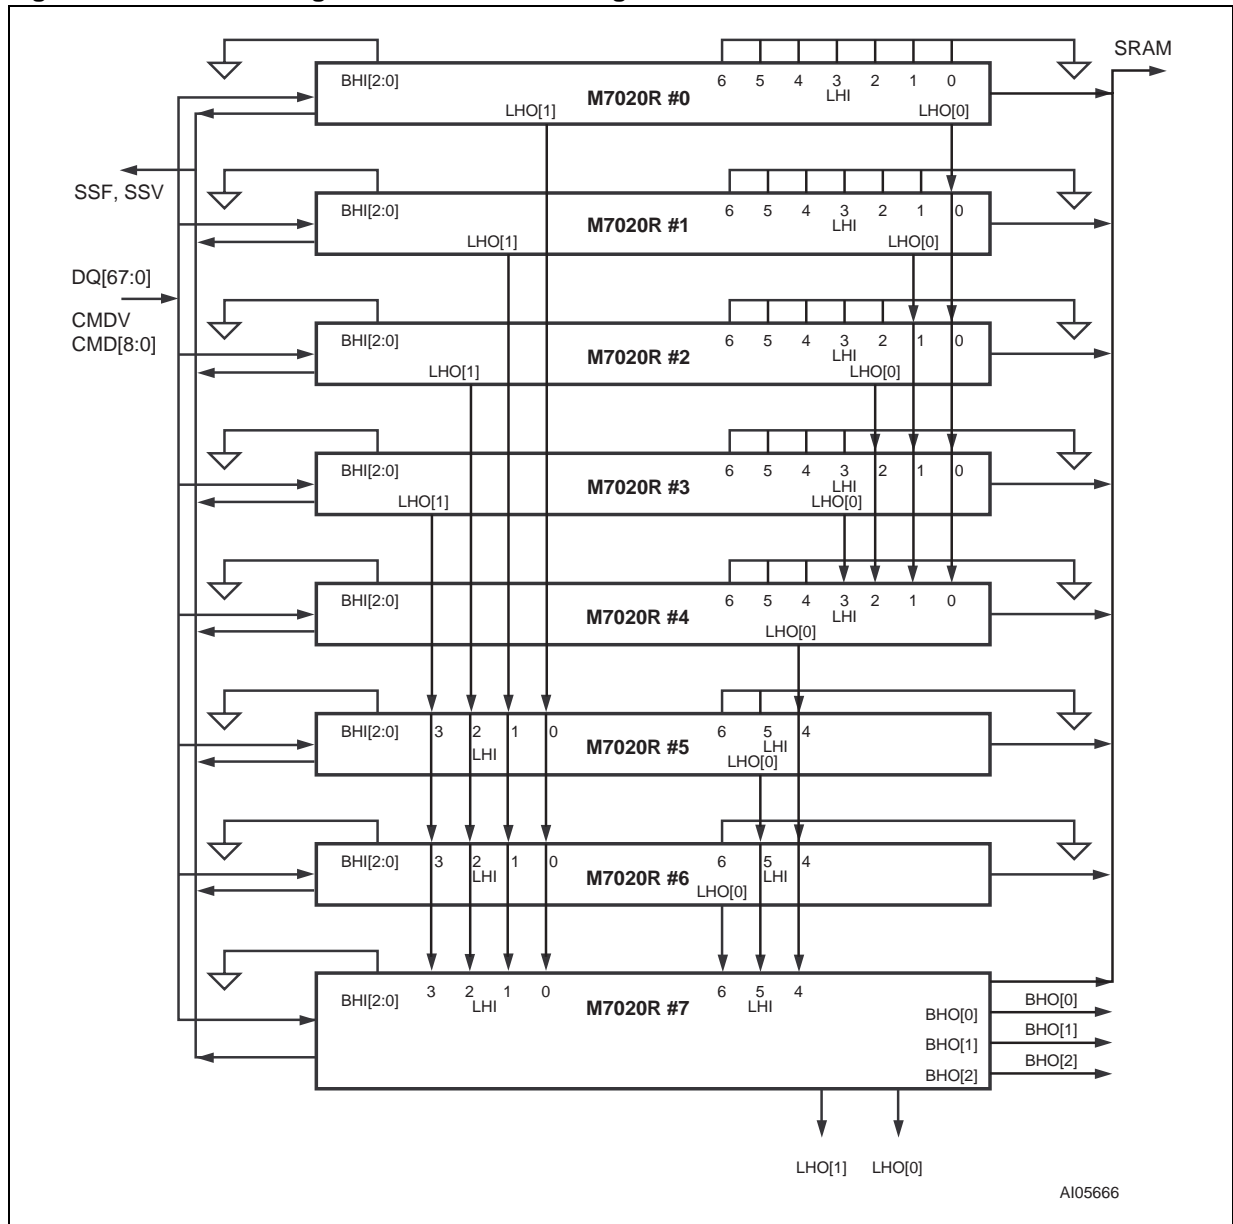 SRAM
BHI[2:0] 6 5 4 3 2 1 0
M7020R #0 LHI
LHO[1] LHO[0]
SSF, SSV
BHI[2:0] 6 5 4 3 2 1 0
M7020R #1 LHI
LHO[1] LHO[0]
DQ[67:0]
CMDV
CMD[8:0]
BHI[2:0] 6 5 4 3 2 1 0
M7020R #2 LHI
LHO[1] LHO[0]
BHI[2:0] 6 5 4 3 2 1 0
M7020R #3 LHI
LHO[1] LHO[0]
BHI[2:0] 6 5 4 3 2 1 0
M7020R #4 LHI
LHO[0]
BHI[2:0] 3 2 1 0 6 5 4
LHI M7020R #5 LHI
LHO[0]
BHI[2:0] 3 2 1 0 6 5 4
LHI M7020R #6 LHI
LHO[0]
BHI[2:0] 3 2 1 0 6 5 4
LHI M7020R #7 LHI
BHO[0] BHO[0]
BHO[1] BHO[1]
BHO[2] BHO[2]
LHO[1] LHO[0]
AI05666